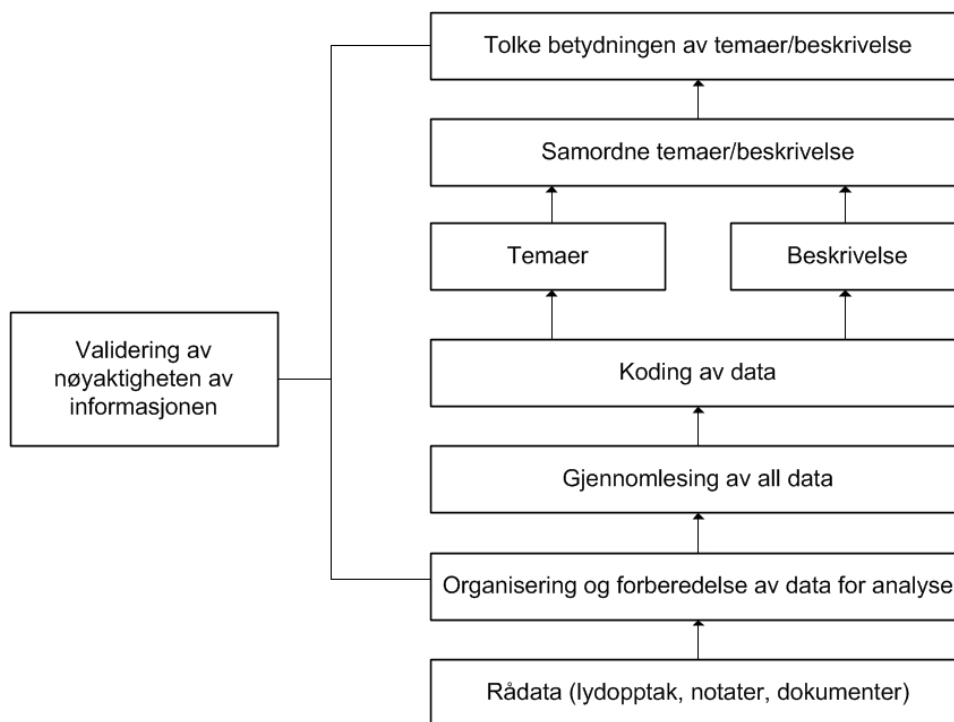 Tolke betydningen av temaer/beskrivelse
Samordne temaer/beskrivelse
Temaer
Beskrivelse
Validering av
nøyaktigheten av
informasjonen
Koding av data
Gjennomlesing av all data
Organisering og forberedelse av data for analyse
Rådata (lydopptak, notater, dokumenter)